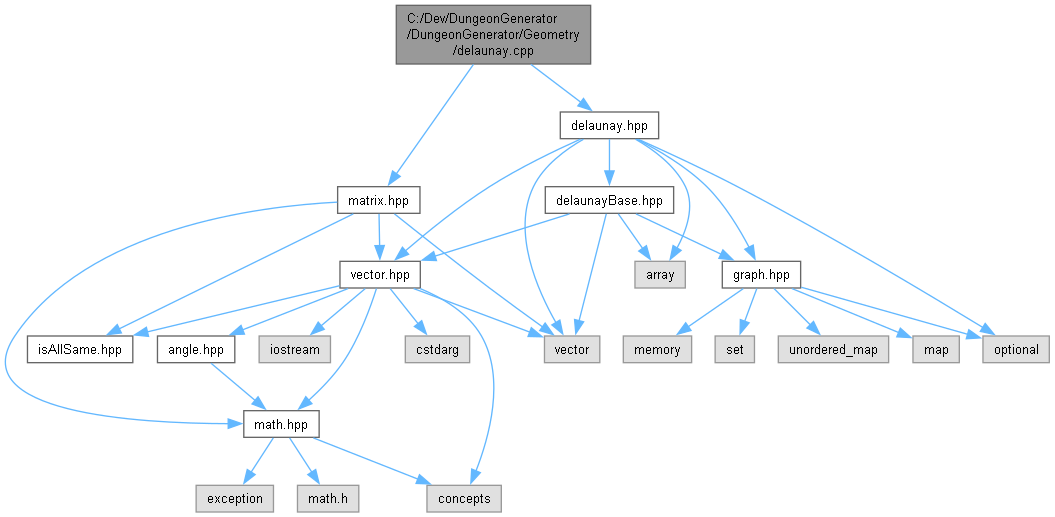 C:/Dev/DungeonGenerator
/DungeonGenerator/Geometry
/delaunay.cpp
delaunay.hpp
matrix.hpp
delaunayBase.hpp
vector.hpp
array
graph.hpp
isAllSame.hpp
angle.hpp
iostream
cstdarg
vector
memory
set
unordered_map
map
optional
math.hpp
exception
math.h
concepts